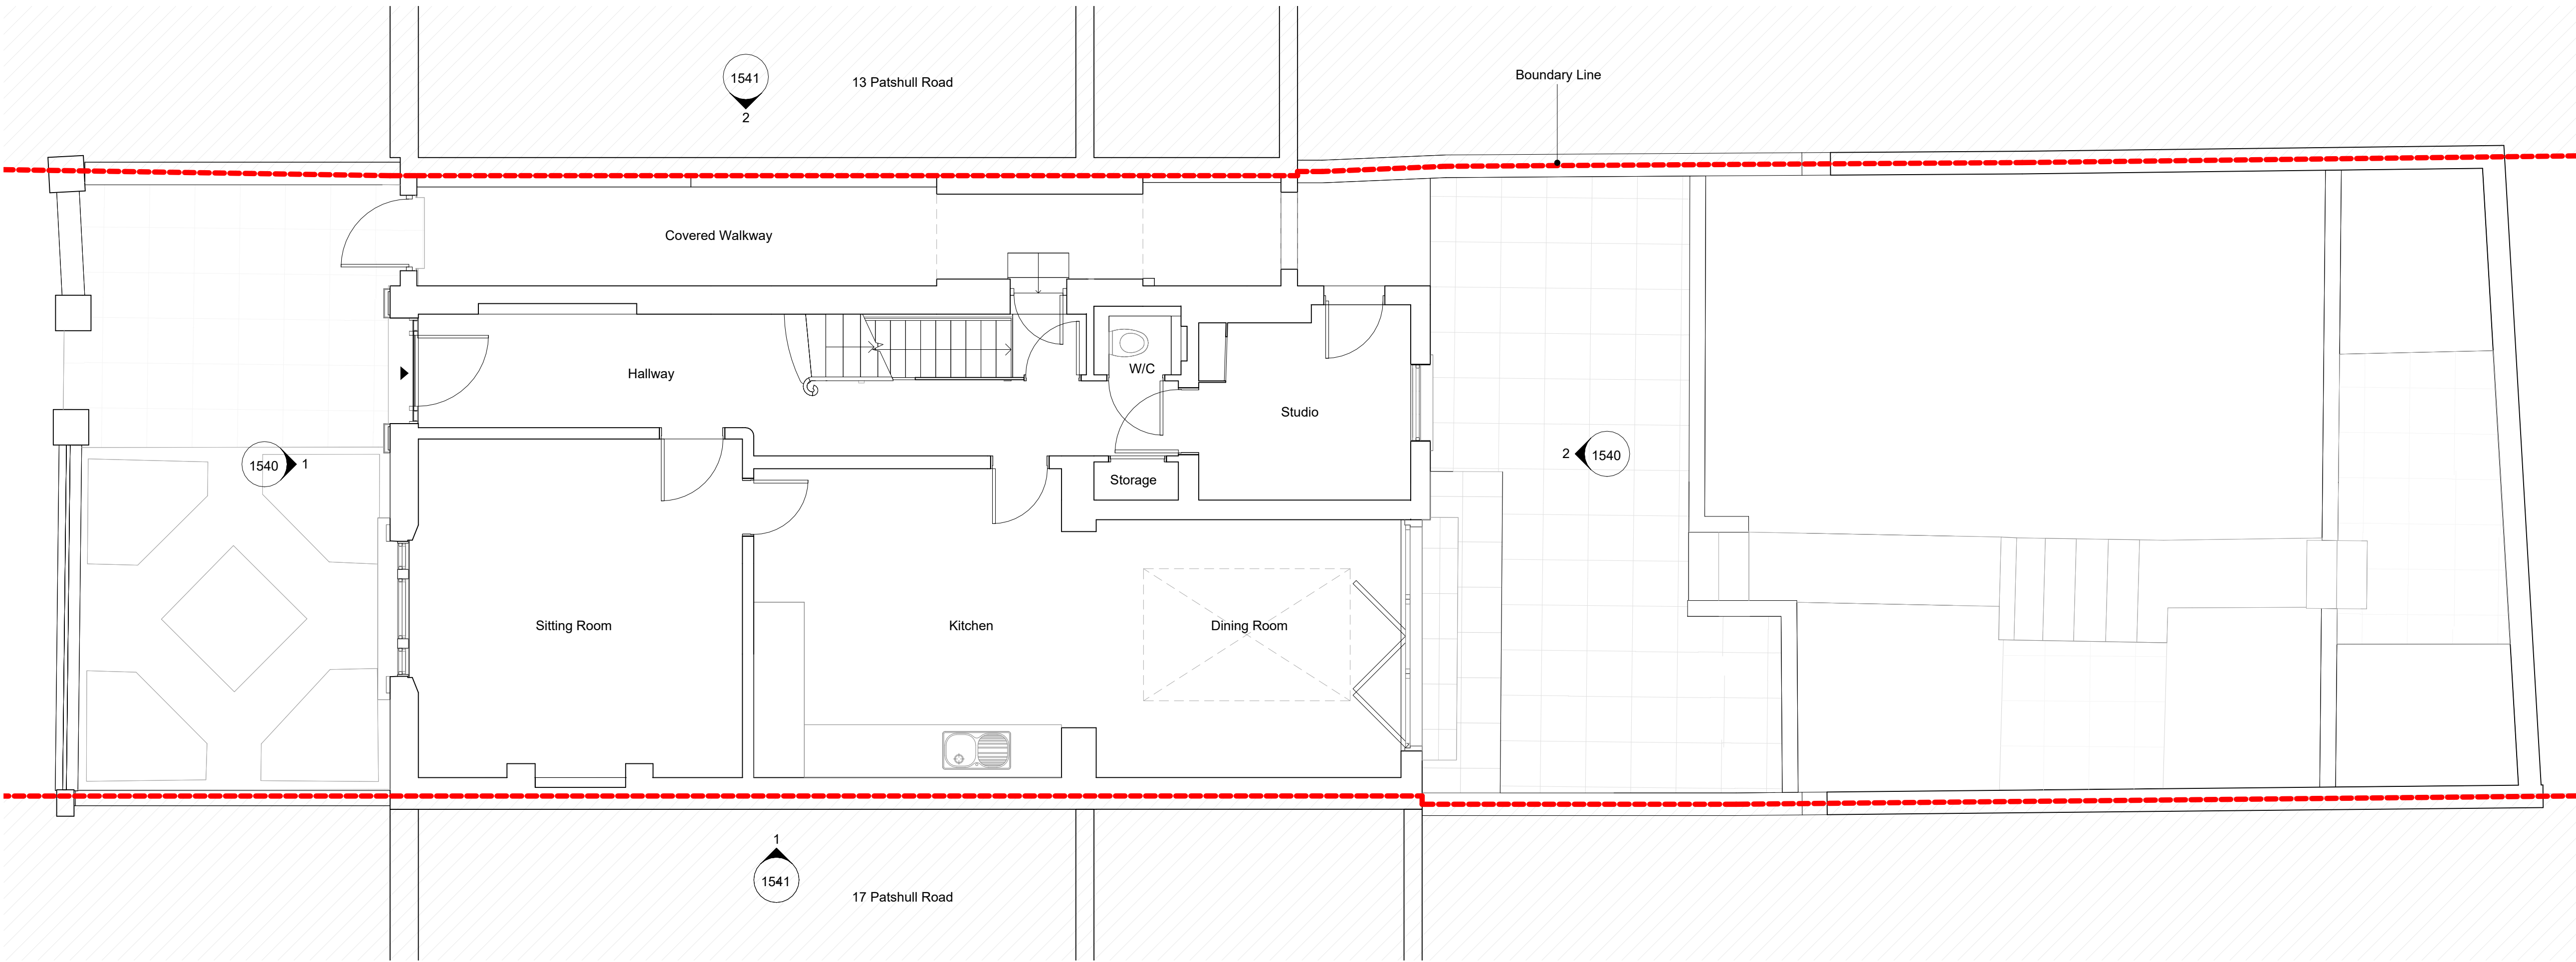 1541
2
13 Patshull Road
Boundary Line
Covered Walkway
Hallway
W/C
Studio
1540
1
2
1540
Storage
Sitting Room
Kitchen
Dining Room
1
1541
17 Patshull Road